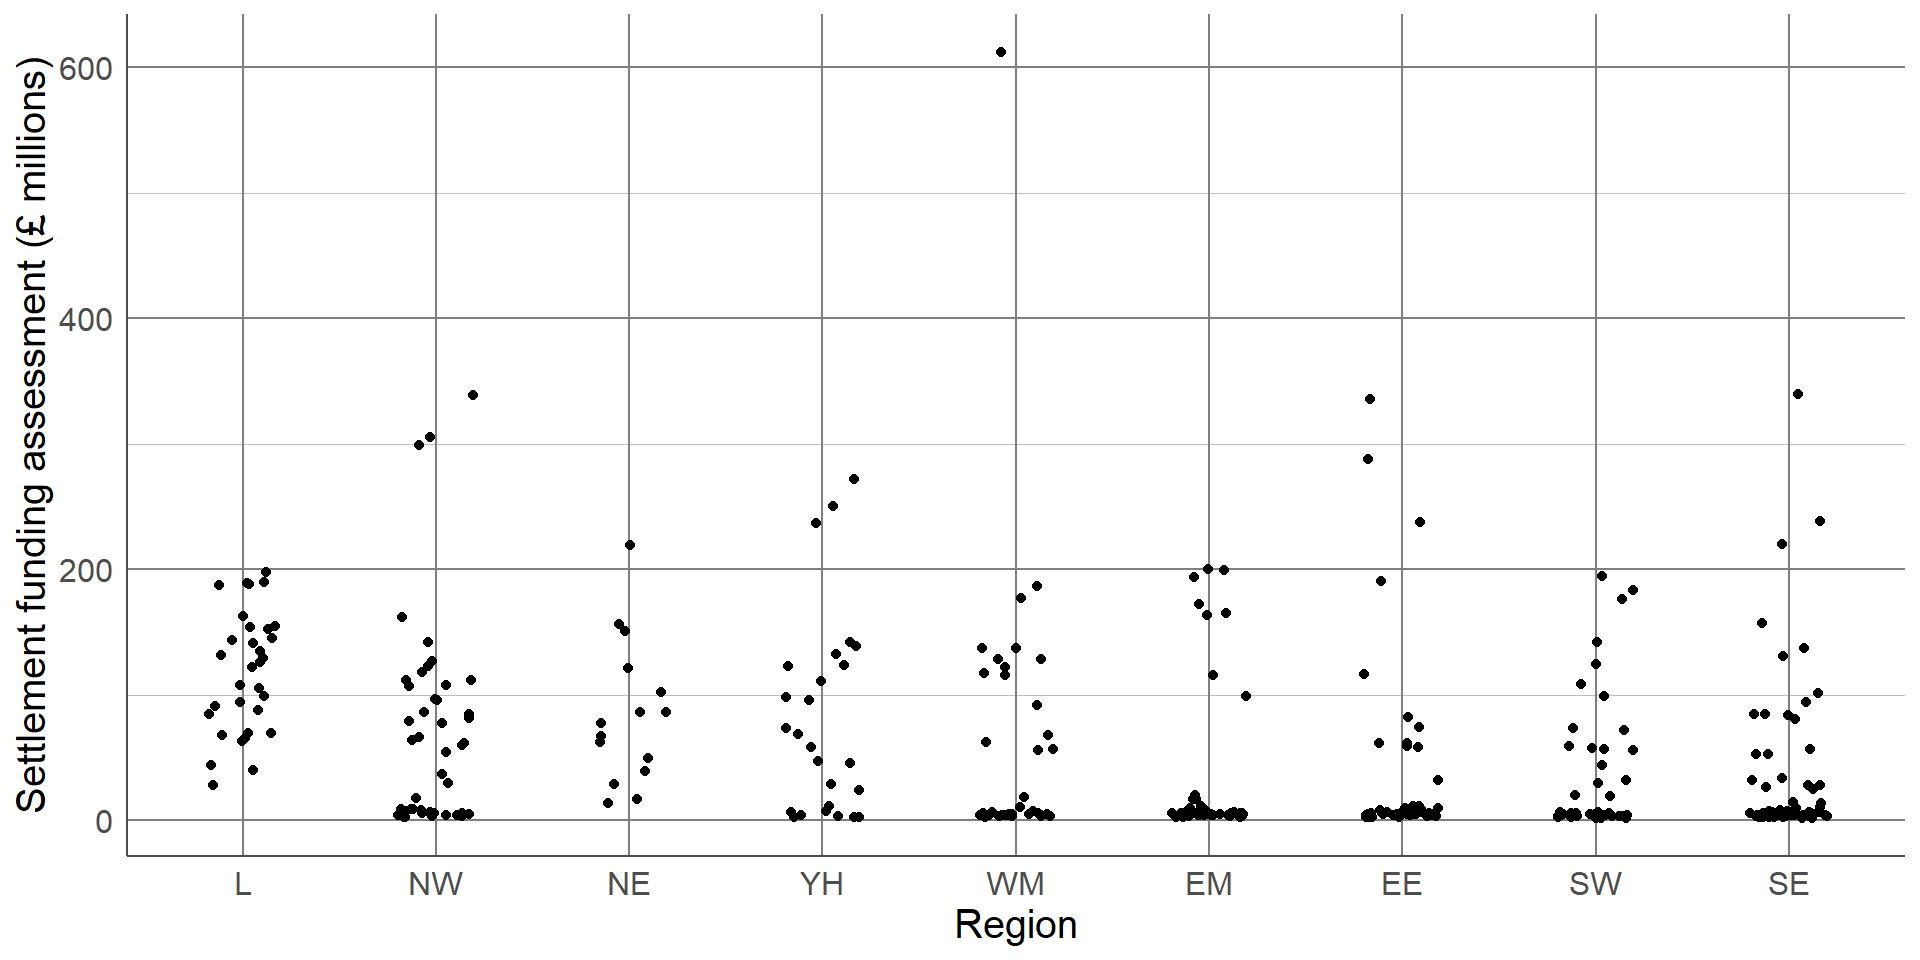 Settlement funding assessment (£ millions)
600
400
200
0
L NW NE YH WM EM EE SW SE
Region